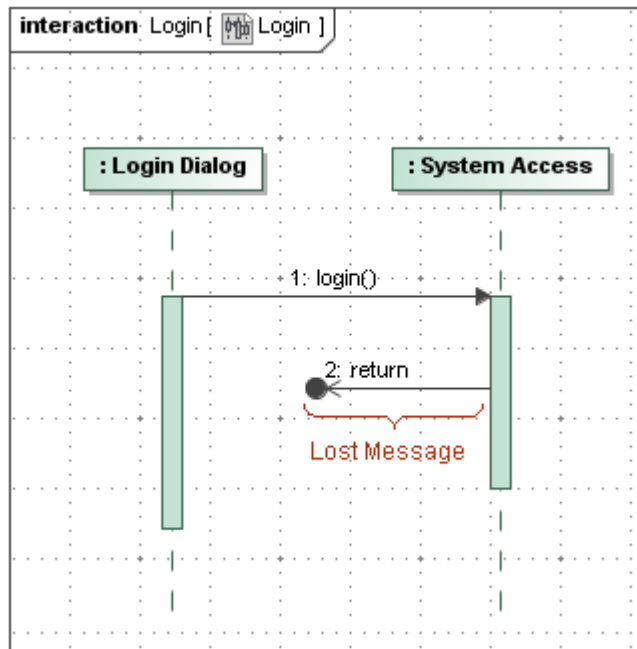 interaction Login[ Login ]
: Login Dialog
: System Access
1: login()
2: return
Lost Message